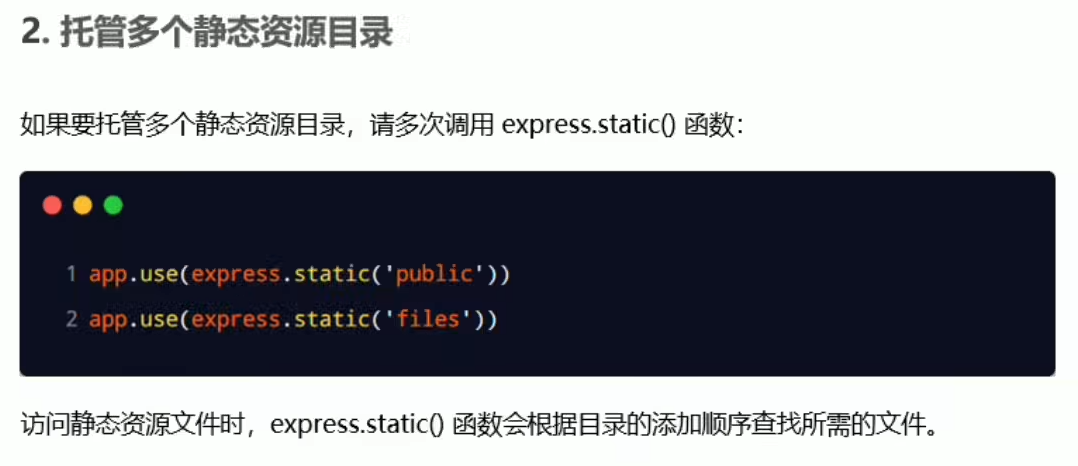 2. 托管多个静态资源目录
如果要托管多个静态资源目录，请多次调用 express.static() 函数：
1 app.use(express.static('public'))
2 app.use(express.static('files'))
访问静态资源文件时，express.static() 函数会根据目录的添加顺序查找所需的文件。